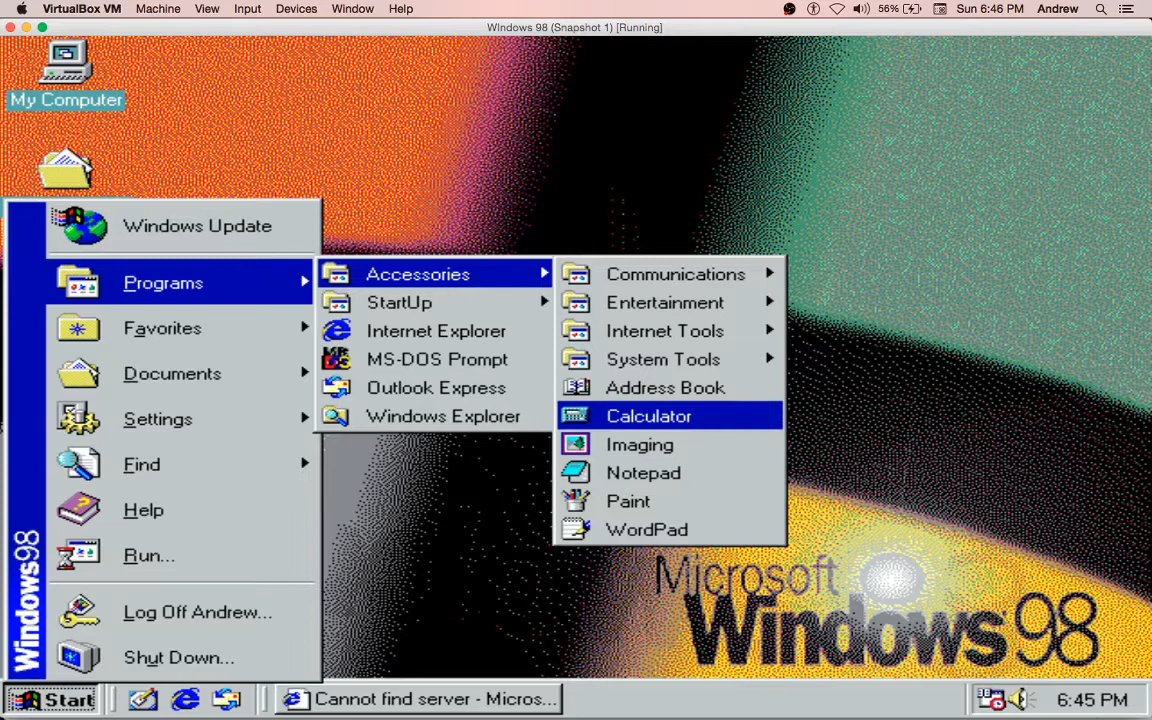 VirtualBox VM Machine View Input Devices Window Help 56% Sun 6:46 PM Andrew
Windows 98 (Snapshot 1) [Running]
My Computer
Windows Update
Programs
Favorites
Documents
Settings
Find
Help
Run...
Log Off Andrew...
Shut Down...
Windows98
Accessories
StartUp
Internet Explorer
MS-DOS Prompt
Outlook Express
Windows Explorer
Communications
Entertainment
Internet Tools
System Tools
Address Book
Calculator
Imaging
Notepad
Paint
WordPad
Microsoft
Windows 98
Start Cannot find server - Micros... 6:45 PM